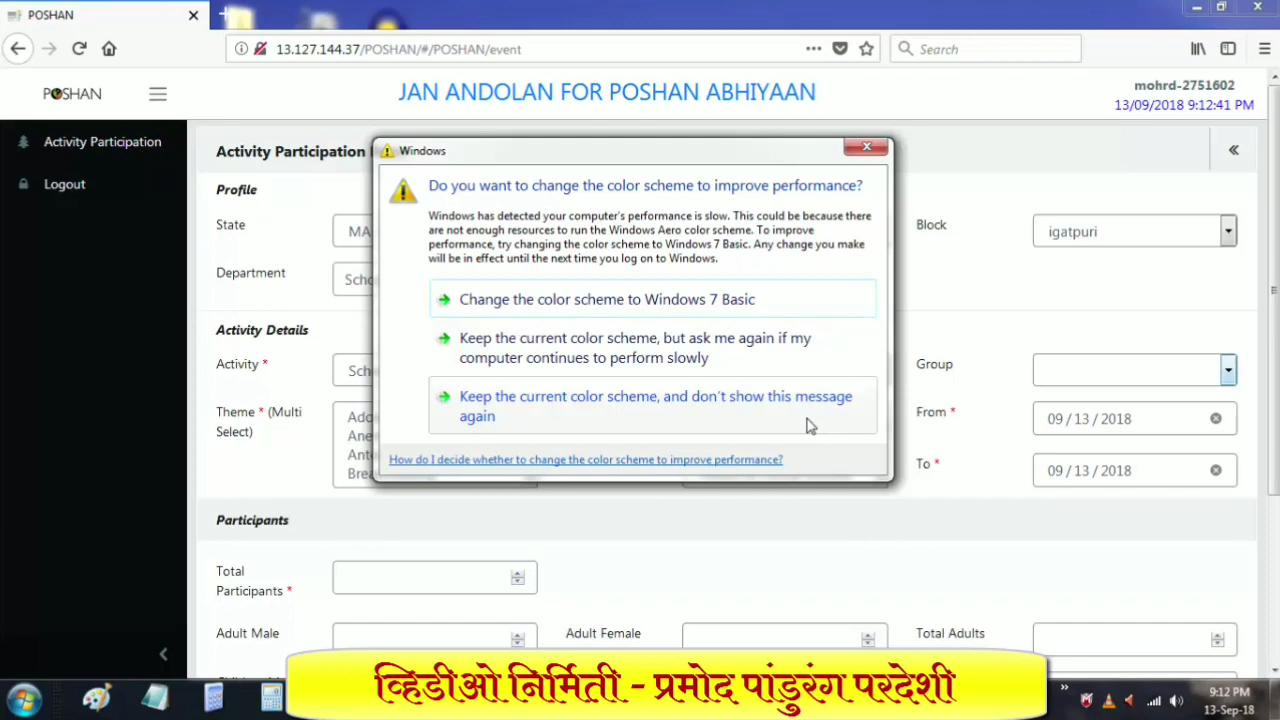 POSHAN
13.127.144.37/POSHAN/#/POSHAN/event
Search
POSHAN
JAN ANDOLAN FOR POSHAN ABHIYAAN
mohrd-2751602
13/09/2018 9:12:41 PM
Activity Participation
Logout
Activity Participation
Profile
State
MA
Block
igatpuri
Department
Scho
Activity Details
Activity *
Sch
Group
Theme * (Multi
Select)
Ado
Ane
Ant
Brea
From *
09 / 13 / 2018
To *
09 / 13 / 2018
Windows
Do you want to change the color scheme to improve performance?
Windows has detected your computer's performance is slow. This could be because there
are not enough resources to run the Windows Aero color scheme. To improve
performance, try changing the color scheme to Windows 7 Basic. Any change you make
will be in effect until the next time you log on to Windows.
Change the color scheme to Windows 7 Basic
Keep the current color scheme, but ask me again if my
computer continues to perform slowly
Keep the current color scheme, and don't show this message
again
How do I decide whether to change the color scheme to improve performance?
Participants
Total
Participants *
Adult Male
Adult Female
Total Adults
व्हिडीओ निर्मिती - प्रमोद पांडुरंग परदेशी
9:12 PM
13-Sep-18